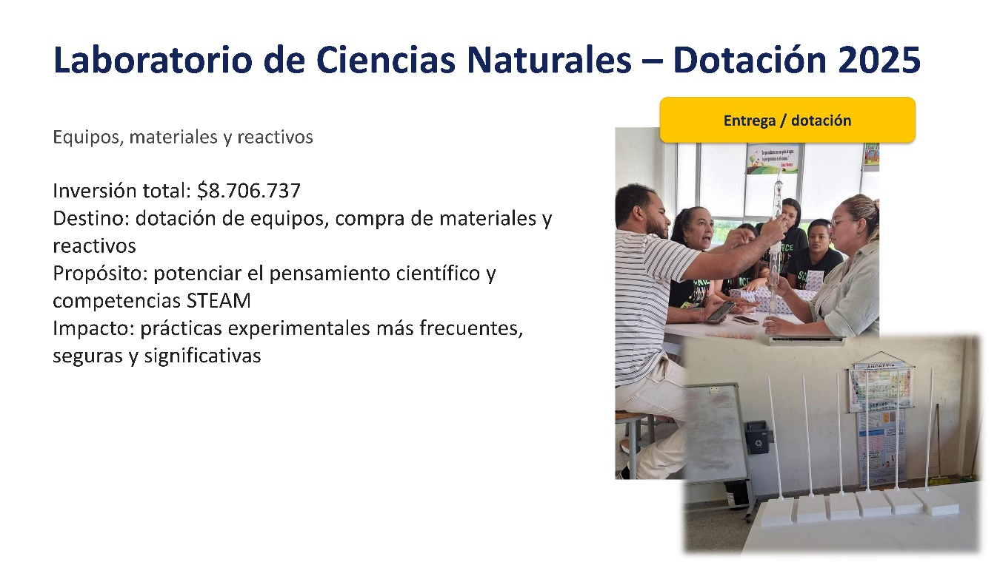 Laboratorio de Ciencias Naturales – Dotación 2025
Entrega / dotación
Equipos, materiales y reactivos
Inversión total: $8.706.737
Destino: dotación de equipos, compra de materiales y
reactivos
Propósito: potenciar el pensamiento científico y
competencias STEAM
Impacto: prácticas experimentales más frecuentes,
seguras y significativas
ANOREXIA